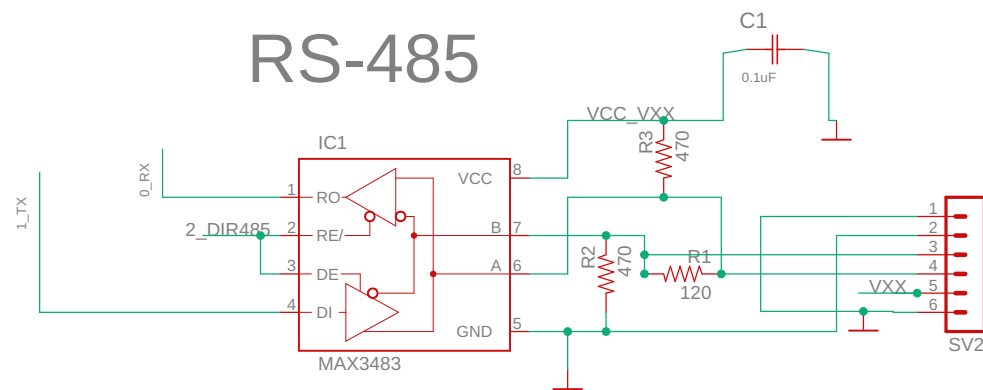 RS-485
C1
0.1uF
VCC_VXX
R3
470
IC1
0_RX
1_TX
2_DIR485
1
2
3
4
RO
RE/
DE
DI
VCC
B
A
GND
8
7
6
5
MAX3483
R2
470
R1
120
VXX
1
2
3
4
5
6
SV2